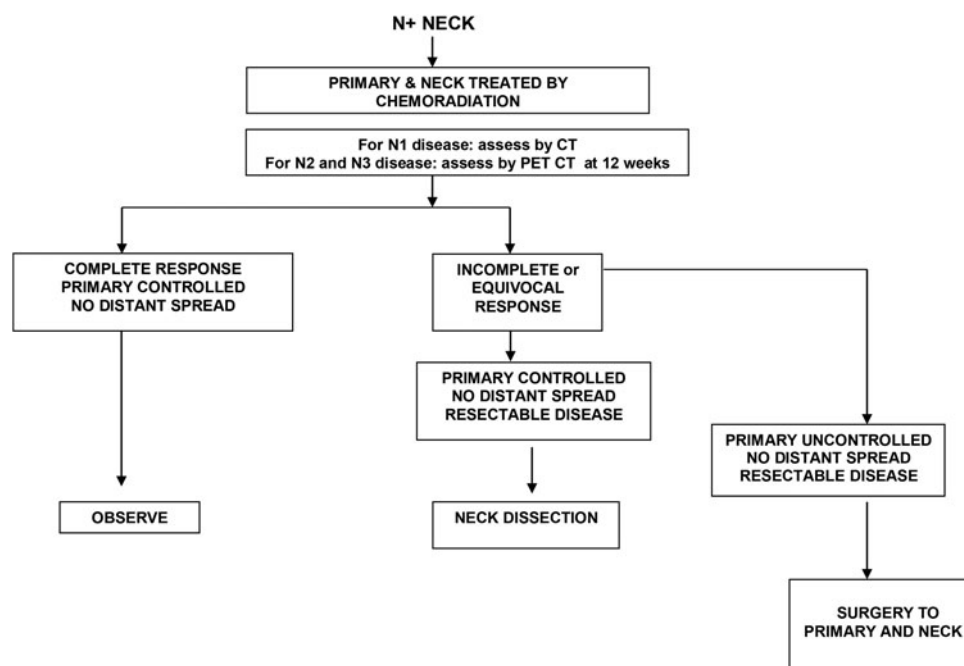 N+ NECK
PRIMARY & NECK TREATED BY
CHEMORADIATION
For N1 disease: assess by CT
For N2 and N3 disease: assess by PET CT at 12 weeks
COMPLETE RESPONSE
PRIMARY CONTROLLED
NO DISTANT SPREAD
INCOMPLETE or
EQUIVOCAL
RESPONSE
PRIMARY CONTROLLED
NO DISTANT SPREAD
RESECTABLE DISEASE
PRIMARY UNCONTROLLED
NO DISTANT SPREAD
RESECTABLE DISEASE
OBSERVE
NECK DISSECTION
SURGERY TO
PRIMARY AND NECK